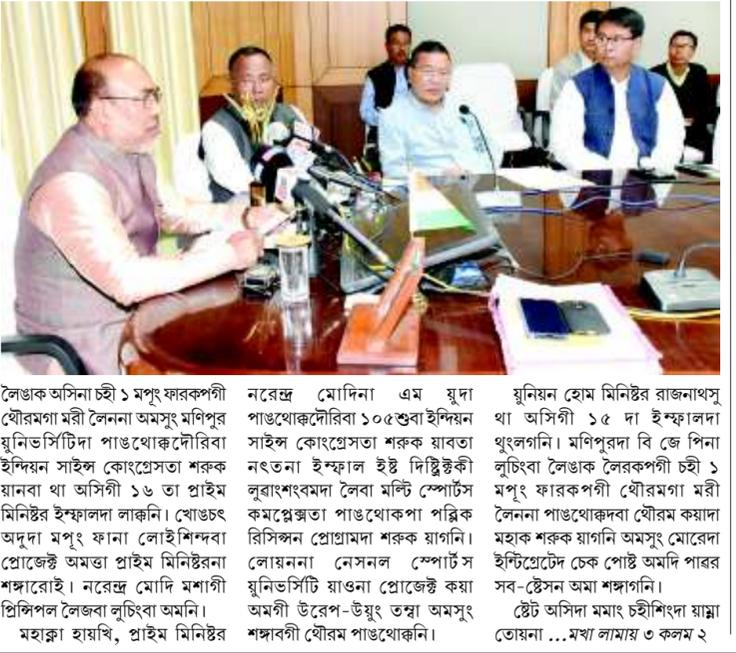 লৈঙাক অসিনা চহী ১ মপূং ফারকপগী
থৌরমগা মরী লৈননা অমসুং মণিপুর
য়ুনিভর্সিটিদা পাঙথোক্কদৌরিবা
ইন্দিয়ন সাইন্স কোংগ্রেসতা শরুক
য়ানবা থা অসিগী ১৬ তা প্রাইম
মিনিষ্টর ইম্ফালদা লাক্কনি। খোঙচৎ
অদুদা মপূং ফানা লোইশিন্দবা
প্রোজেক্ট অমত্তা প্রাইম মিনিষ্টরনা
শঙ্গারোই। নরেন্দ্র মোদি মশাগী
প্রিন্সিপল লৈজবা লুচিংবা অমনি।
মহাক্না হায়খি, প্রাইম মিনিষ্টর
নরেন্দ্র মোদিনা এম য়ুদা
পাঙথোক্কদৌরিবা ১০৫শুবা ইন্দিয়ন
সাইন্স কোংগ্রেসতা শরুক য়াবতা
নৎতনা ইম্ফাল ইষ্ট দিষ্ট্রিক্টকী
লুৱাংশংবমদা লৈবা মল্টি স্পোর্টস
কমপ্লেক্সতা পাঙথোকপা পব্লিক
রিসিপ্সন প্রোগ্রামদা শরুক য়াগনি।
লোয়ননা নেসনল স্পোর্টস
য়ুনিভর্সিটি য়াওনা প্রোজেক্ট কয়া
অমগী উরেপ-উয়ুং তম্বা অমসুং
শঙ্গাবগী থৌরম পাঙথোক্কনি।
য়ুনিয়ন হোম মিনিষ্টর রাজনাথসু
থা অসিগী ১৫ দা ইম্ফালদা
থুংলগনি। মণিপুরদা বি জে পিনা
লুচিংবা লৈঙাক লৈরকপগী চহী ১
মপূং ফারকপগী থৌরমগা মরী
লৈননা পাঙথোক্কদবা থৌরম কয়াদা
মহাক শরুক য়াগনি অমসুং মোরেদা
ইন্টিগ্রেটেদ চেক পোষ্ট অমদি পাৱর
সব-ষ্টেসন অমা শঙ্গাগনি।
ষ্টেট অসিদা মমাং চহীশিংদা য়াম্না
তোয়না ...মখা লামায় ৩ কলম ২